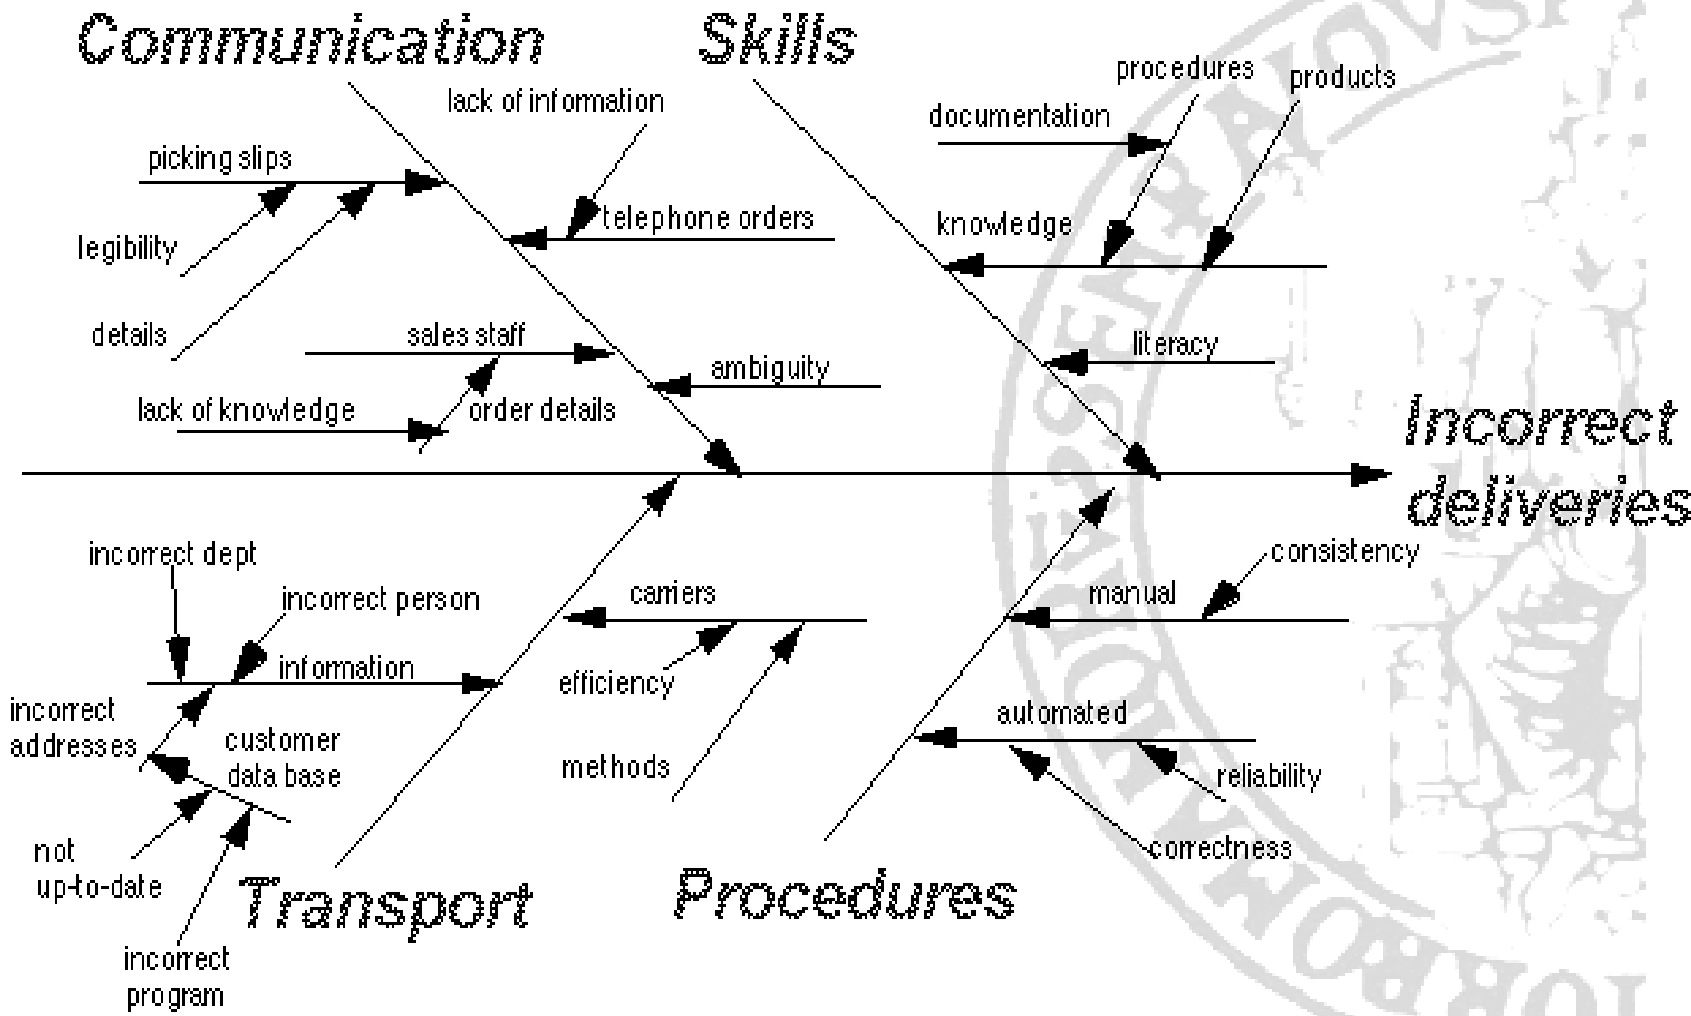 Communication
Skills
procedures
products
lack of information
documentation
picking slips
telephone orders
knowledge
legibility
details
sales staff
literacy
ambiguity
lack of knowledge
order details
Incorrect
deliveries
incorrect dept
consistency
incorrect person
carriers
manual
information
efficiency
incorrect
addresses
automated
customer
data base
methods
reliability
not
up-to-date
correctness
Transport
Procedures
incorrect
program